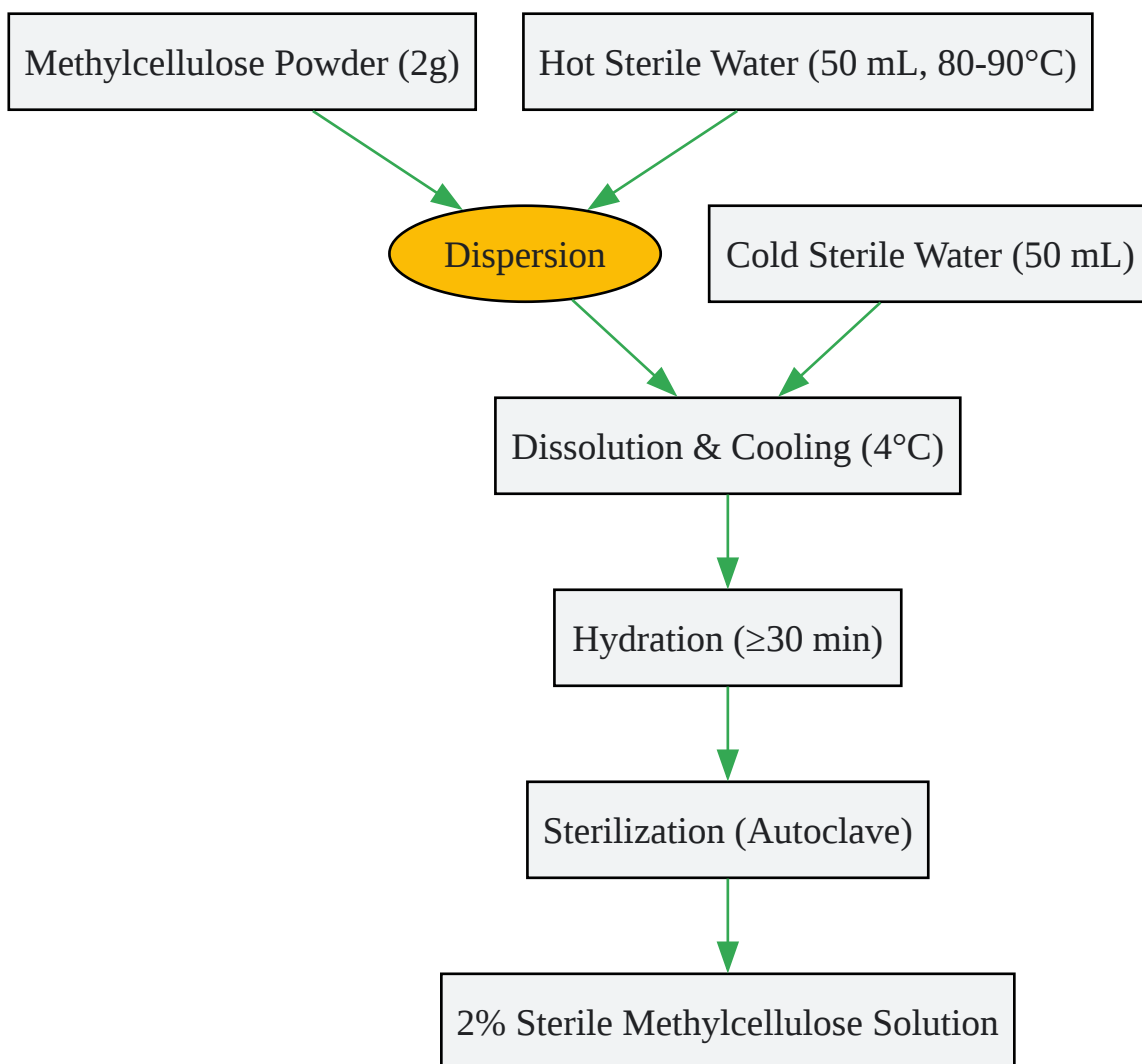 Methylcellulose Powder (2g)
Hot Sterile Water (50 mL, 80-90°C)
Dispersion
Cold Sterile Water (50 mL)
Dissolution & Cooling (4°C)
Hydration (≥30 min)
Sterilization (Autoclave)
2% Sterile Methylcellulose Solution